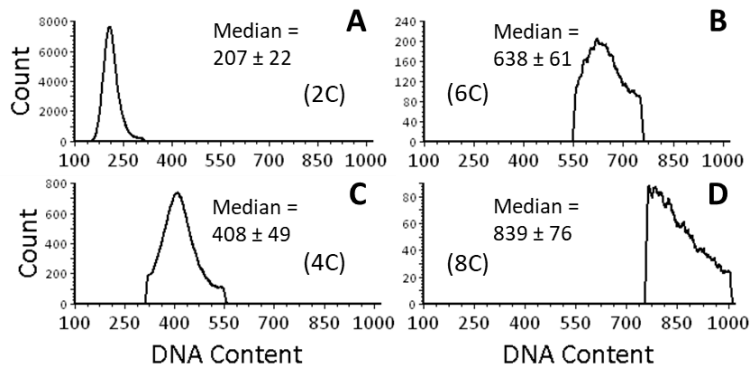 A
8000
6000
4000
2000
0
Count
Median =
207 ± 22
(2C)
100 250 400 550 700 850 1000
B
240
200
160
120
80
40
0
Median =
638 ± 61
(6C)
100 250 400 550 700 850 1000
C
800
600
400
200
0
Count
Median =
408 ± 49
(4C)
100 250 400 550 700 850 1000
DNA Content
D
80
60
40
20
0
Median =
839 ± 76
(8C)
100 250 400 550 700 850 1000
DNA Content